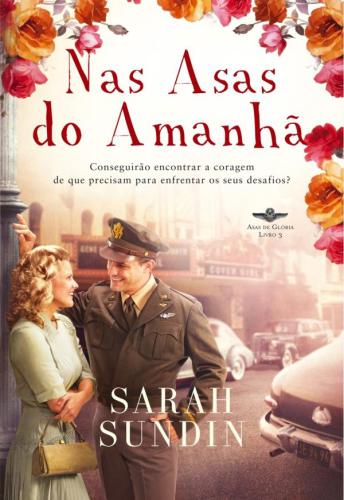 Nas Asas
do Amanhã
Conseguirão encontrar a coragem
de que precisam para enfrentar os seus desafios?
Asas de Glória
Livro 3
COVER GIRL
SARAH
SUNDIN